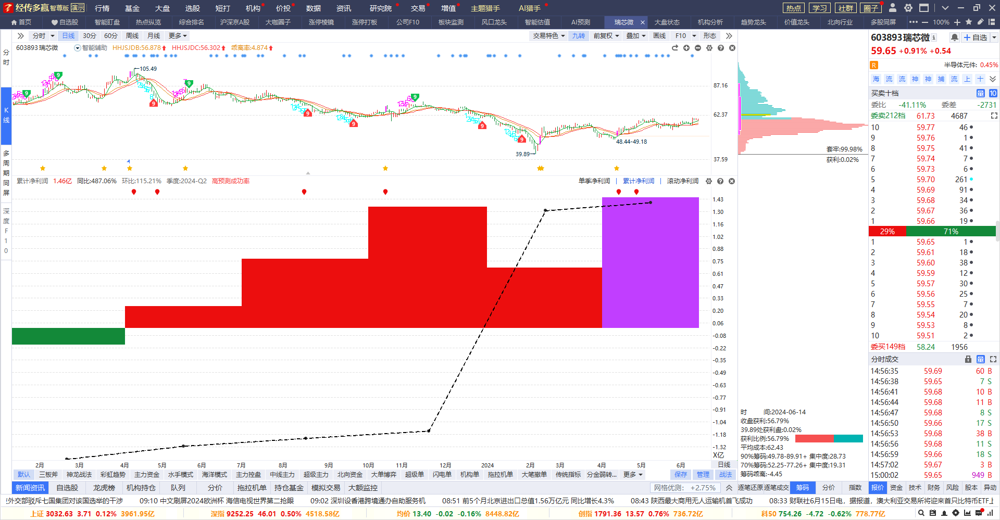 经传多赢 智尊版 演示 行情 基金 大盘 选股 短打 机构 价投 数据 资讯 研究院 交易 增值 主题猎手 AI猎手 热点 学习 社群 圈子
首页 自选股 智能盯盘 热点纵览 综合排名 沪深京A股 大咖圈子 涨停棱镜 涨停打板 公司F10 板块监测 风口龙头 智能估值 AI预测 瑞芯微 大盘状态 机构分析 趋势龙头 价值龙头 北向行业 多股同屏 100%
分时 日线 30分 60分 周线 月线 更多 交易特色 九转 前复权 叠加 画线 F10 形态
603893瑞芯微 智能辅助 HHJSJDB:56.878 HHJSJDC:56.302 乖离率:4.874
分时
K线
多周期同屏
深度F10
105.49
39.89
48.44-49.18
87.16
62.37
37.59
累计净利润 1.46亿 同比:487.06% 环比:115.21% 季度:2024-Q2 高预测成功率 单季净利润 | 累计净利润 | 滚动净利润
1.43
1.30
1.16
1.02
0.88
0.75
0.61
0.47
0.33
0.20
0.06
-0.08
-0.22
-0.35
-0.49
-0.63
-0.77
-0.91
-1.04
-1.18
-1.32
X亿
2月 3月 4月 5月 6月 7月 8月 9月 10月 11月 12月 2024 2月 3月 4月 5月 6月 日线
默认 三板斧 神龙战法 彩虹趋势 主力资金 水手模式 海洋模式 主力控盘 中线主力 超级主力 北向资金 大单博弈 超级单 闪电单 机构单 拖拉机单 大笔撤单 传统指标 分金弱转... 更多 保存 管理 战法
新闻资讯 自选股 龙虎榜 机构持仓 队列 分价 拖拉机单 持仓基金 模拟交易 大额监控 网格优测: +2.75%
套牢:99.98%
获利:0.02%
时 间:2024-06-14
收盘获利:56.79%
39.89处获利盘:0.02%
获利比例:56.79%
平均成本:62.43
90%筹码:49.78-89.91+ 集中度:28.73
70%筹码:52.25-77.26+ 集中度:19.31
筹码乖离:-4.45
逐笔还原 逐笔成交 筹码 分价 指数 报价 资金 技术 财务 风险 股本 异动
603893瑞芯微 自选
59.65 +0.91% +0.54
R 半导体元件: 0.45%
海 流 流 神 神 捕 流 上 十
买卖十档 量 10
委比 -41.11% 委差 -2731
委卖212档 61.73 4687
10 59.77 46
9 59.76 1
8 59.75 41
7 59.74 7
6 59.73 6
5 59.70 261
4 59.69 91
3 59.68 34
2 59.67 36
1 59.66 19
29% 71%
1 59.65 1
2 59.61 18
3 59.60 38
4 59.59 12
5 59.57 30
6 59.56 25
7 59.55 7
8 59.54 20
9 59.53 8
10 59.51 2
委买149档 58.24 1956
分时成交 量
14:56:35 59.69 60 B
14:56:38 59.65 7 S
14:56:41 59.68 10 B
14:56:44 59.68 11 B
14:56:47 59.68 8 S
14:56:50 59.66 17 S
14:56:53 59.68 38 B
14:56:56 59.68 11 S
14:56:59 59.66 18 S
14:57:02 59.67 3 B
15:00:02 59.65 949 B
外交部驳斥七国集团对该国选举的干涉 09:10 中文刷屏2024欧洲杯 海信电视世界第二抢眼 09:02 深圳设香港跨境通办自助服务机 08:51 前5个月北京进出口总值1.56万亿元 同比增长4.3% 08:43 陕西最大商用无人运输机首飞成功 08:33 财联社6月15日电，据报道，澳大利亚交易所将迎来首只比特币ETF上
上证 3032.63 3.71 0.12% 3961.95亿 深指 9252.25 46.01 0.50% 4518.58亿 均价 13.40 -0.02 -0.16% 8448.82亿 创指 1791.36 13.57 0.76% 736.72亿 科50 754.26 -4.72 -0.62% 778.77亿